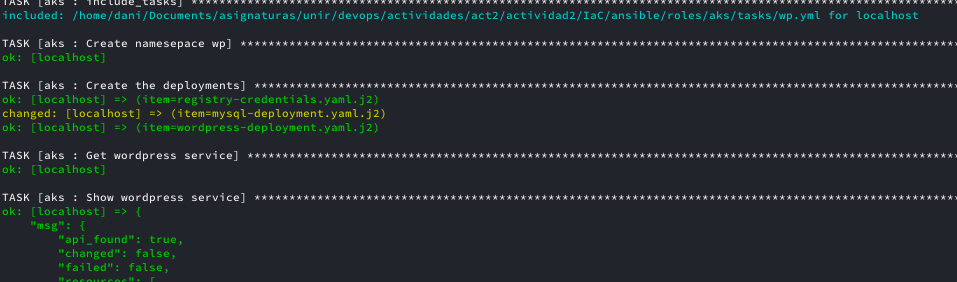 TASK [aks : include_tasks] ******************************************************************************************************
included: /home/dani/Documents/asignaturas/unir/devops/actividades/act2/actividad2/IaC/ansible/roles/aks/tasks/wp.yml for localhost
TASK [aks : Create namesepace wp] ***********************************************************************************************
ok: [localhost]
TASK [aks : Create the deployments] *********************************************************************************************
ok: [localhost] => (item=registry-credentials.yaml.j2)
changed: [localhost] => (item=mysql-deployment.yaml.j2)
ok: [localhost] => (item=wordpress-deployment.yaml.j2)
TASK [aks : Get wordpress service] **********************************************************************************************
ok: [localhost]
TASK [aks : Show wordpress service] *********************************************************************************************
ok: [localhost] => {
    "msg": {
        "api_found": true,
        "changed": false,
        "failed": false,
        "resources": [